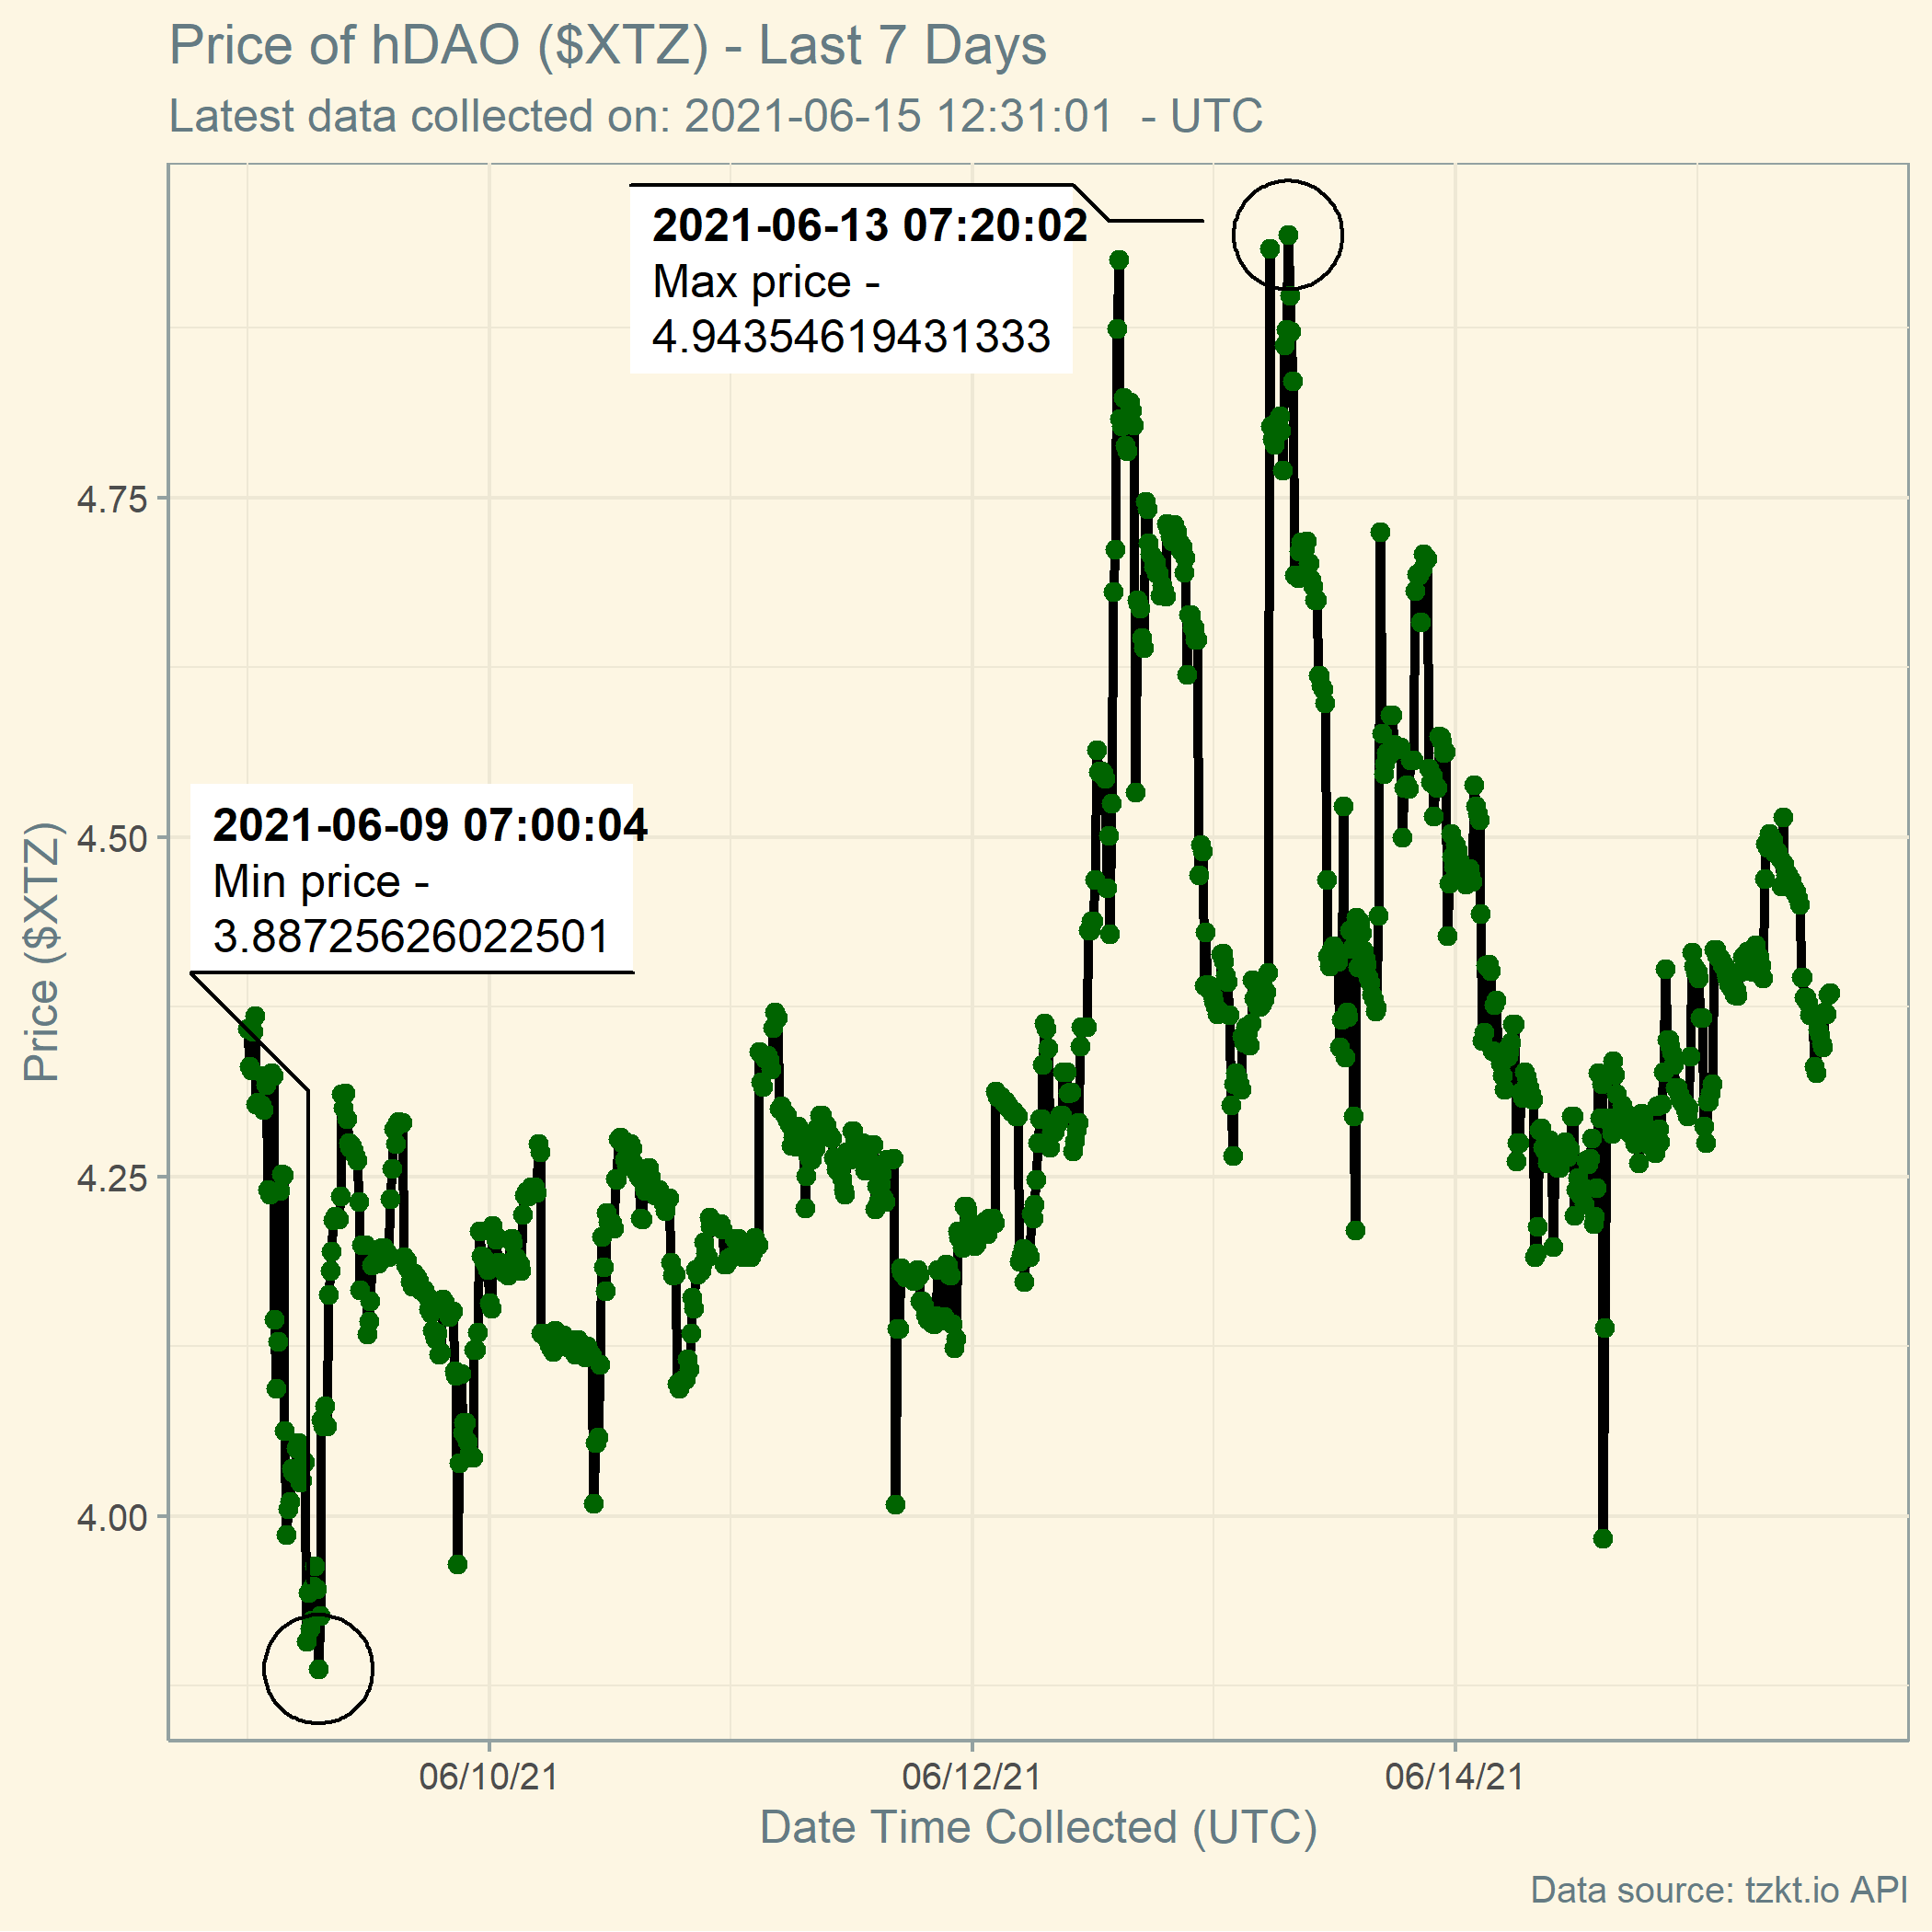 Price of hDAO ($XTZ) - Last 7 Days
Latest data collected on: 2021-06-15 12:31:01  - UTC
2021-06-13 07:20:02
Max price -
4.94354619431333
2021-06-09 07:00:04
Min price -
3.88725626022501
Price ($XTZ)
4.75
4.50
4.25
4.00
06/10/21
06/12/21
06/14/21
Date Time Collected (UTC)
Data source: tzkt.io API